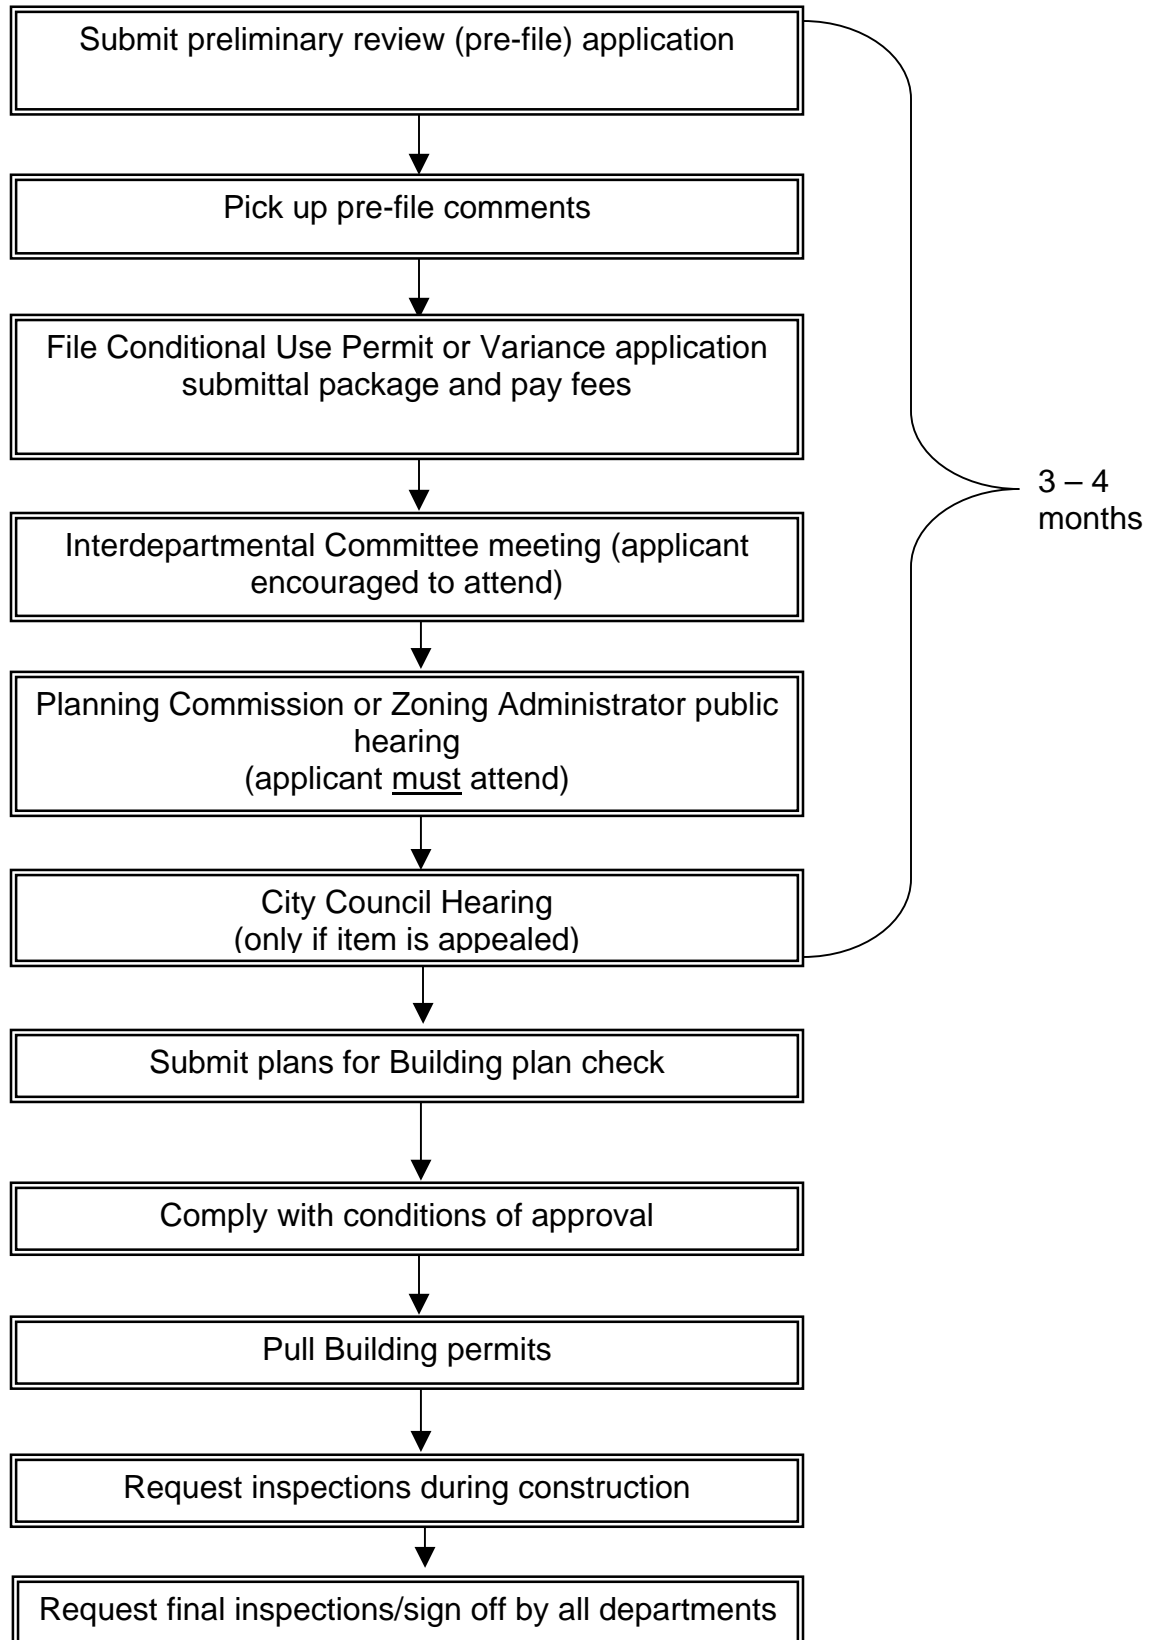 Submit preliminary review (pre-file) application
Pick up pre-file comments
File Conditional Use Permit or Variance application
submittal package and pay fees
3 – 4
months
Interdepartmental Committee meeting (applicant
encouraged to attend)
Planning Commission or Zoning Administrator public
hearing
(applicant must attend)
City Council Hearing
(only if item is appealed)
Submit plans for Building plan check
Comply with conditions of approval
Pull Building permits
Request inspections during construction
Request final inspections/sign off by all departments